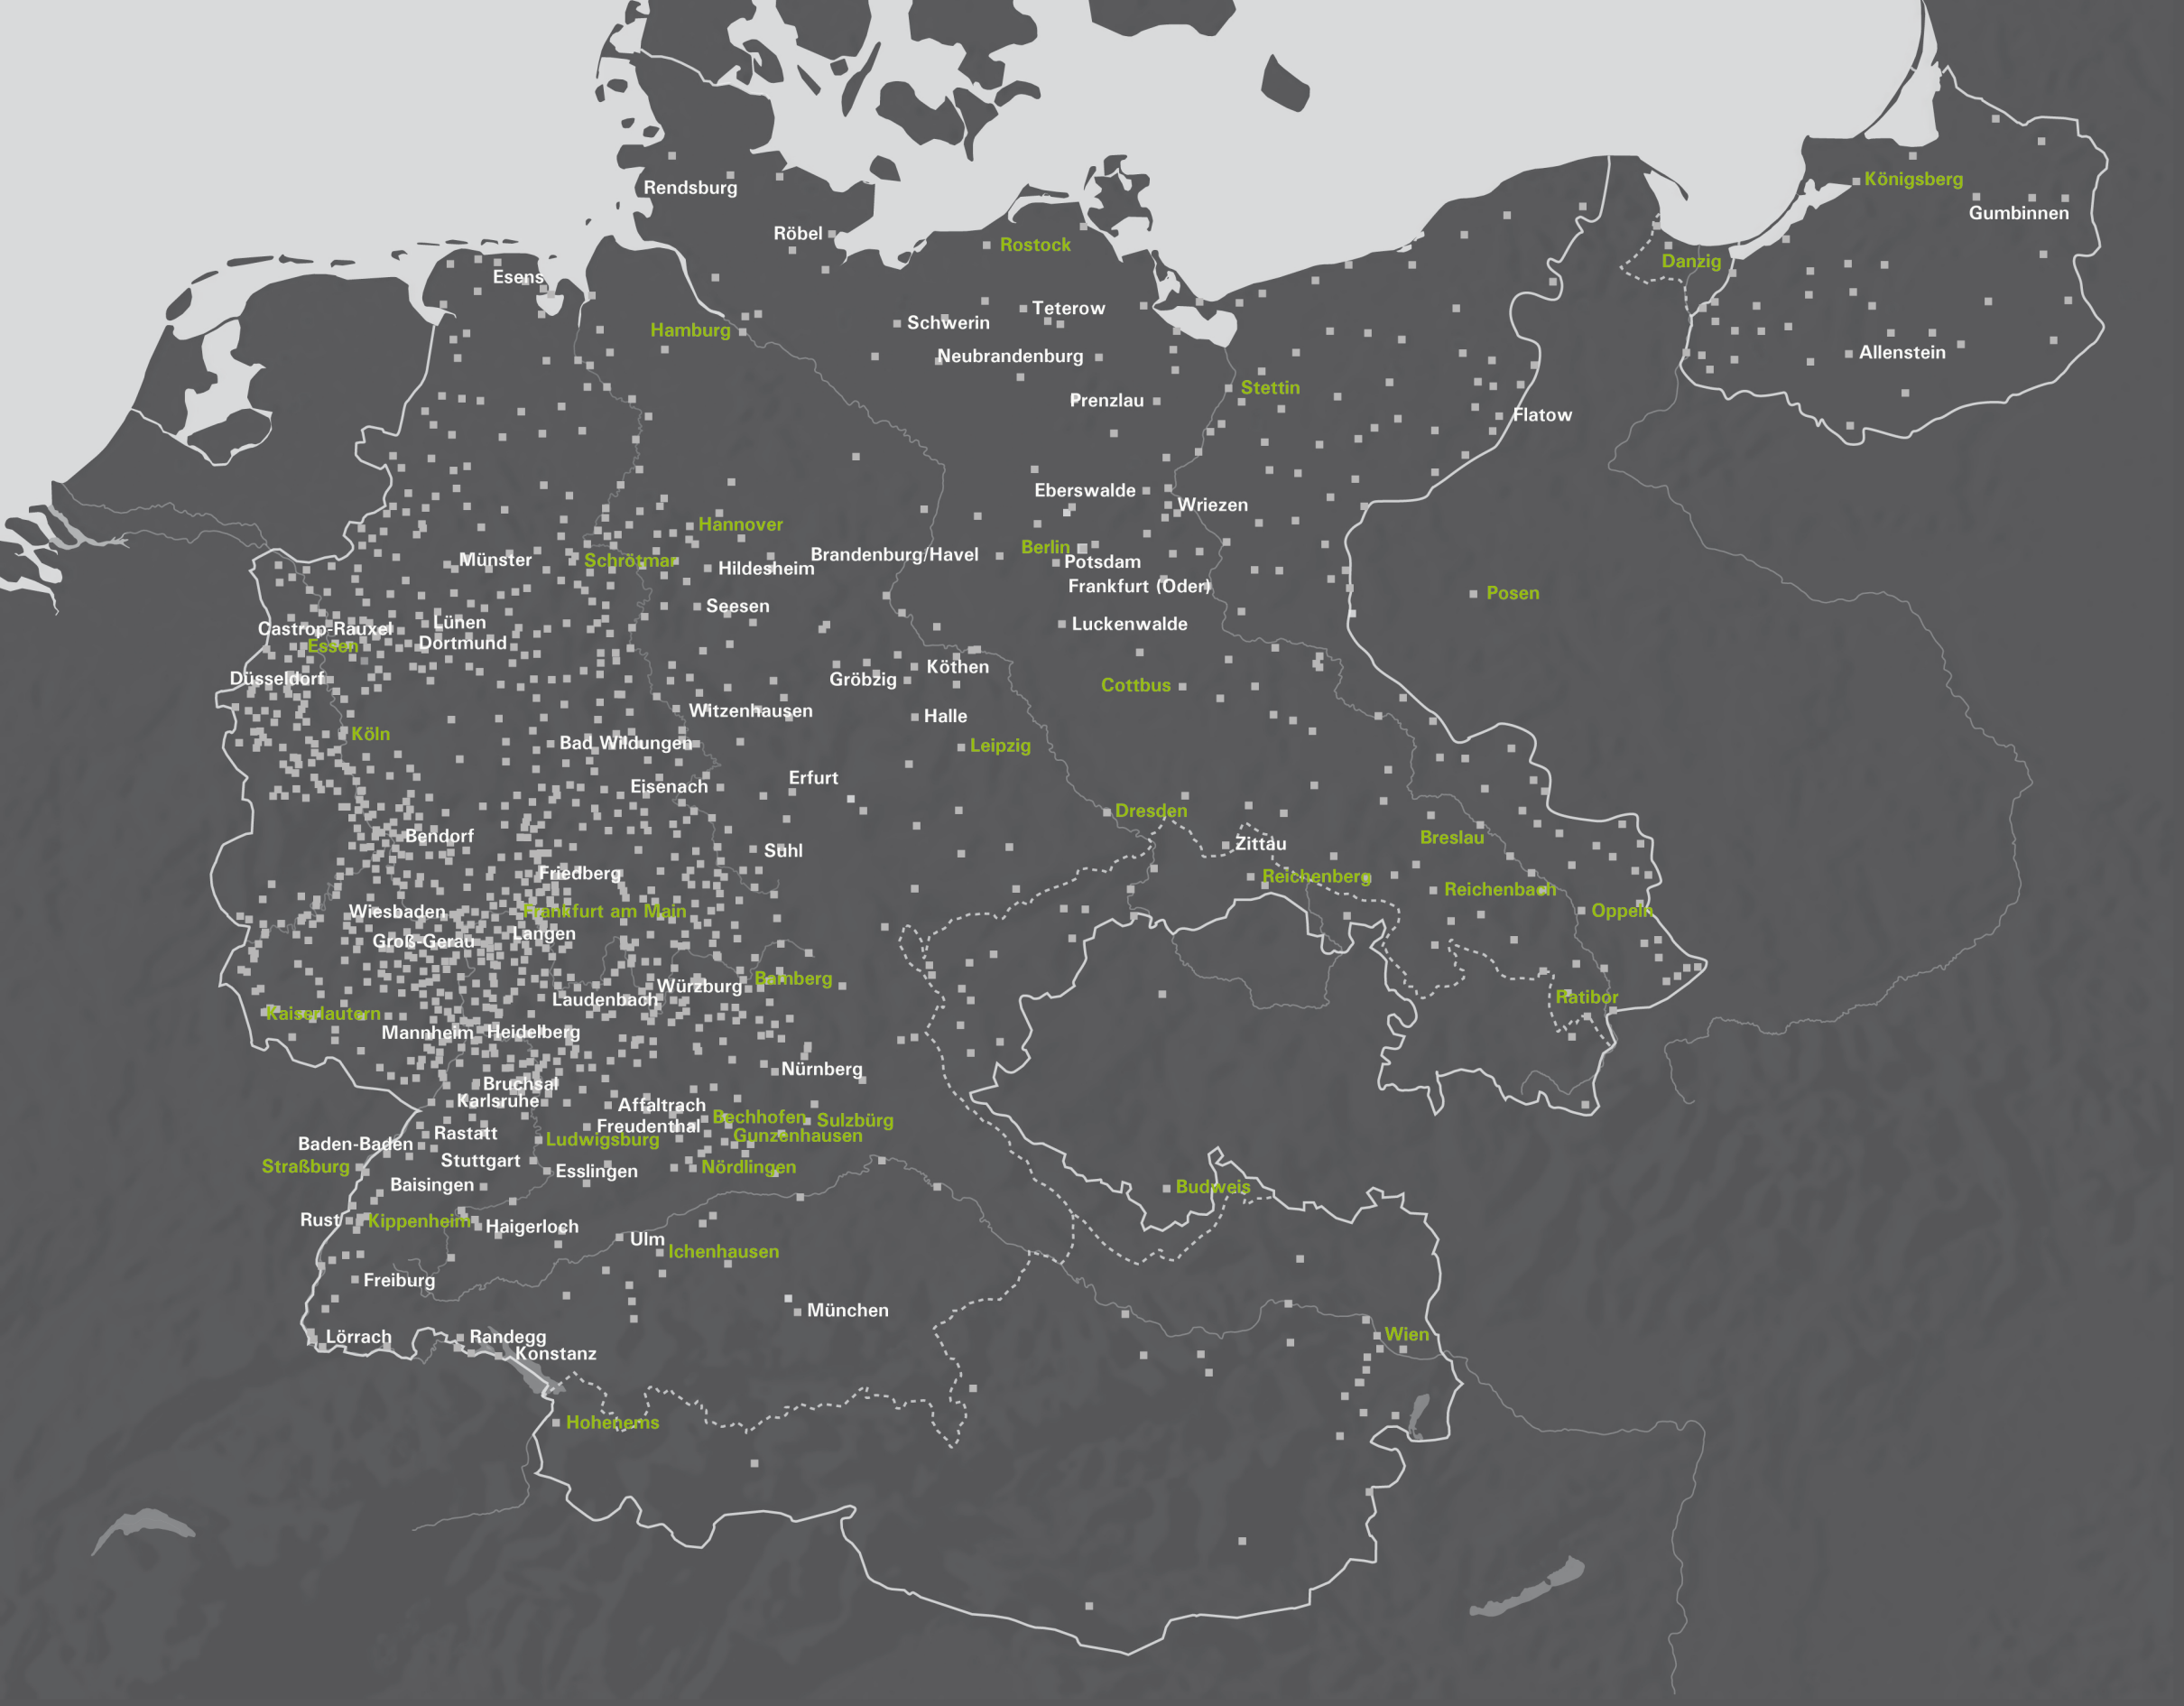 Königsberg
Rendsburg
Gumbinnen
Röbel
Rostock
Danzig
Esens
Teterow
Schwerin
Hamburg
Neubrandenburg
Allenstein
Stettin
Prenzlau
Flatow
Eberswalde
Wriezen
Hannover
Berlin
Brandenburg/Havel
Münster
Schrötmar
Potsdam
Hildesheim
Frankfurt (Oder)
Posen
Seesen
Lünen
Luckenwalde
Castrop-Rauxel
Dortmund
Essen
Köthen
Düsseldorf
Gröbzig
Cottbus
Witzenhausen
Halle
Köln
Bad Wildungen
Leipzig
Erfurt
Eisenach
Dresden
Bendorf
Breslau
Zittau
Suhl
Friedberg
Reichenberg
Reichenbach
Wiesbaden
Frankfurt am Main
Oppeln
Langen
Groß-Gerau
Bamberg
Würzburg
Ratibor
Laudenbach
Kaiserlautern
Mannheim
Heidelberg
Nürnberg
Bruchsal
Karlsruhe
Affaltrach
Bechhofen
Sulzbürg
Freudenthal
Rastatt
Gunzenhausen
Ludwigsburg
Baden-Baden
Stuttgart
Straßburg
Nördlingen
Esslingen
Baisingen
Budweis
Rust
Kippenheim
Haigerloch
Ulm
Ichenhausen
Freiburg
München
Wien
Lörrach
Randegg
Konstanz
Hohenems